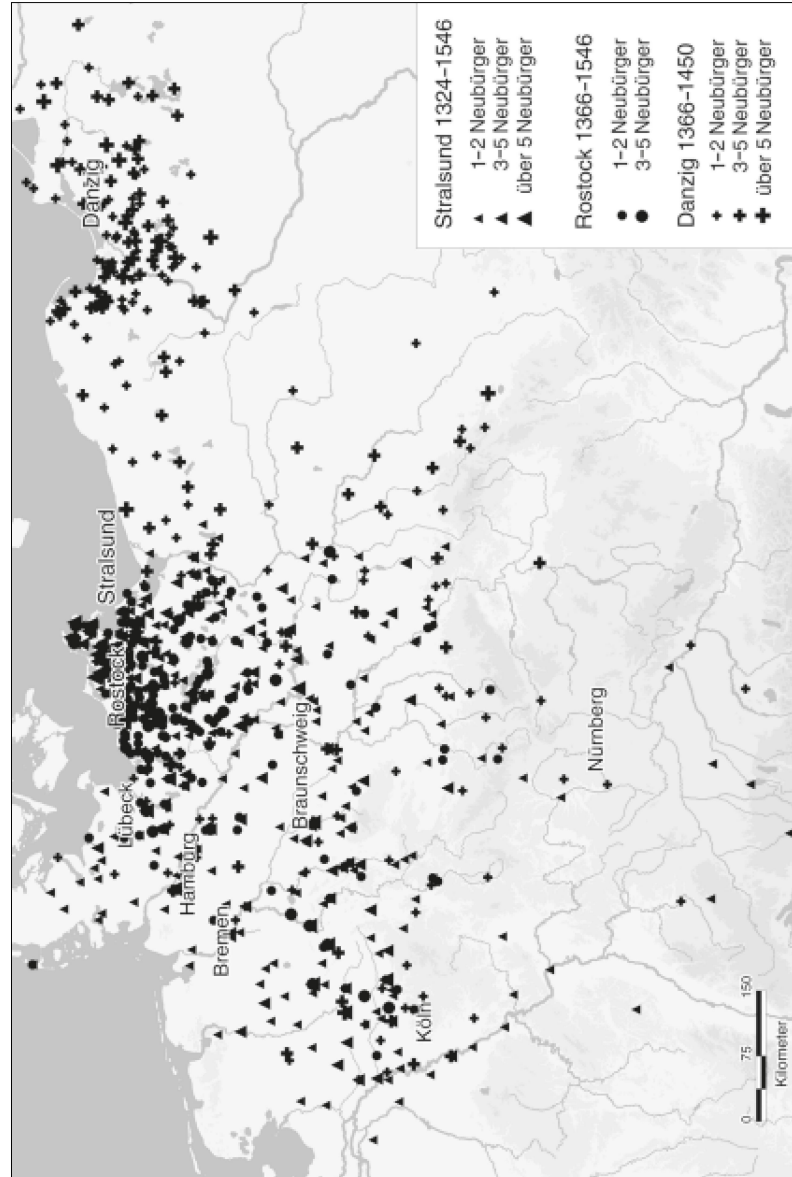 Danzig
Stralsund
Rostock
Lübeck
Hamburg
Bremen
Braunschweig
Köln
Nürnberg
Stralsund 1324–1546
1–2 Neubürger
3–5 Neubürger
über 5 Neubürger
Rostock 1366–1546
1–2 Neubürger
3–5 Neubürger
Danzig 1366–1450
1–2 Neubürger
3–5 Neubürger
über 5 Neubürger
0 75 150
Kilometer